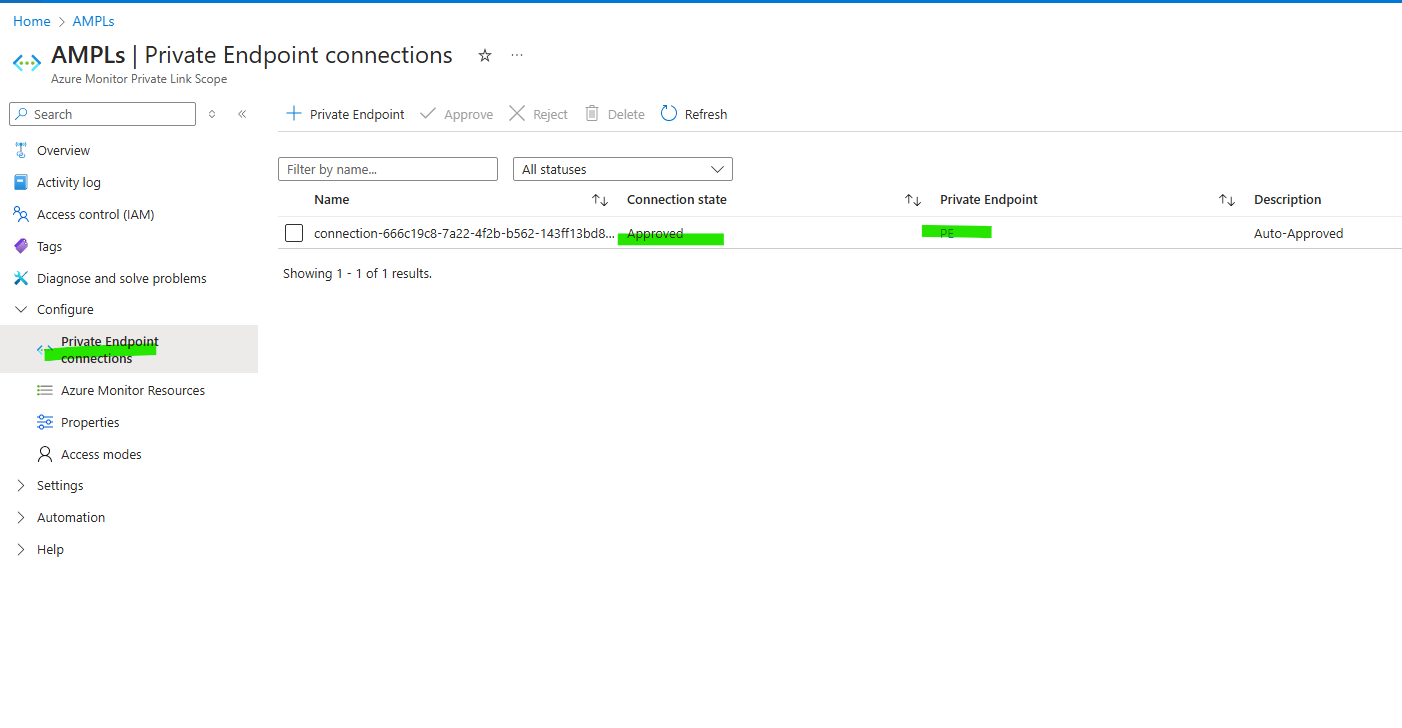 Home > AMPLs
AMPLs | Private Endpoint connections
Azure Monitor Private Link Scope
Search
Overview
Activity log
Access control (IAM)
Tags
Diagnose and solve problems
Configure
Private Endpoint
connections
Azure Monitor Resources
Properties
Access modes
Settings
Automation
Help
Private Endpoint Approve Reject Delete Refresh
Filter by name... All statuses
Name Connection state Private Endpoint Description
connection-666c19c8-7a22-4f2b-b562-143ff13bd8... Approved PE Auto-Approved
Showing 1 - 1 of 1 results.